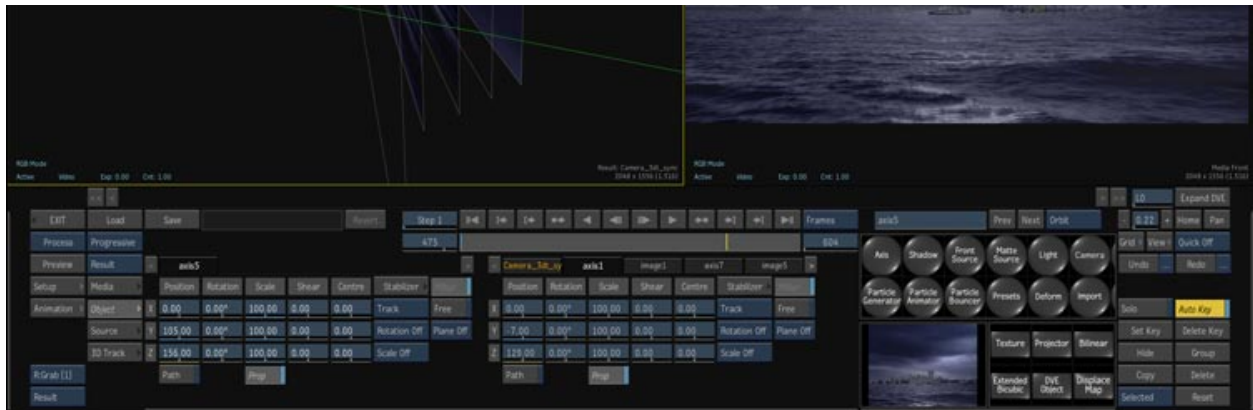 RGB Mode
Active Video Exp: 0.00 Cnt: 1.00
Result: Camera_3dt_sync
2048 x 1556 (1.316)
RGB Mode
Active Video Exp: 0.00 Cnt: 1.00
Media Front
2048 x 1556 (1.316)
<< <
> >> LO Expand DVE
EXIT Load Save Revert Step 1 Frames axis5 Prev Next Orbit - 0.22 + Home Pan
Process Progressive 475 604 Grid View Quick Off
Preview Result axis5 Camera_3dt_sy axis1 image1 axis7 image5 Undo Redo
Setup Media Position Rotation Scale Shear Centre Stabilizer Position Rotation Scale Shear Centre Stabilizer
Animation Object X 0.00 0.00° 100.00 0.00 0.00 Track Free X 0.00 0.00° 100.00 0.00 0.00 Track Free
Source Y 105.00 0.00° 100.00 0.00 0.00 Rotation Off Plane Off Y -7.00 0.00° 100.00 0.00 0.00 Rotation Off Plane Off
3D Track Z 156.00 0.00° 100.00 0.00 0.00 Scale Off Z 129.00 0.00° 100.00 0.00 0.00 Scale Off
R:Grab [1] Path Prop Path Prop
Result
Axis Shadow Front Source Matte Source Light Camera
Particle Generator Particle Animator Particle Bouncer Presets Deform Import
Texture Projector Bilinear
Extended Bicubic DVE Object Displace Map
Solo Auto Key
Set Key Delete Key
Hide Group
Copy Delete
Selected Reset